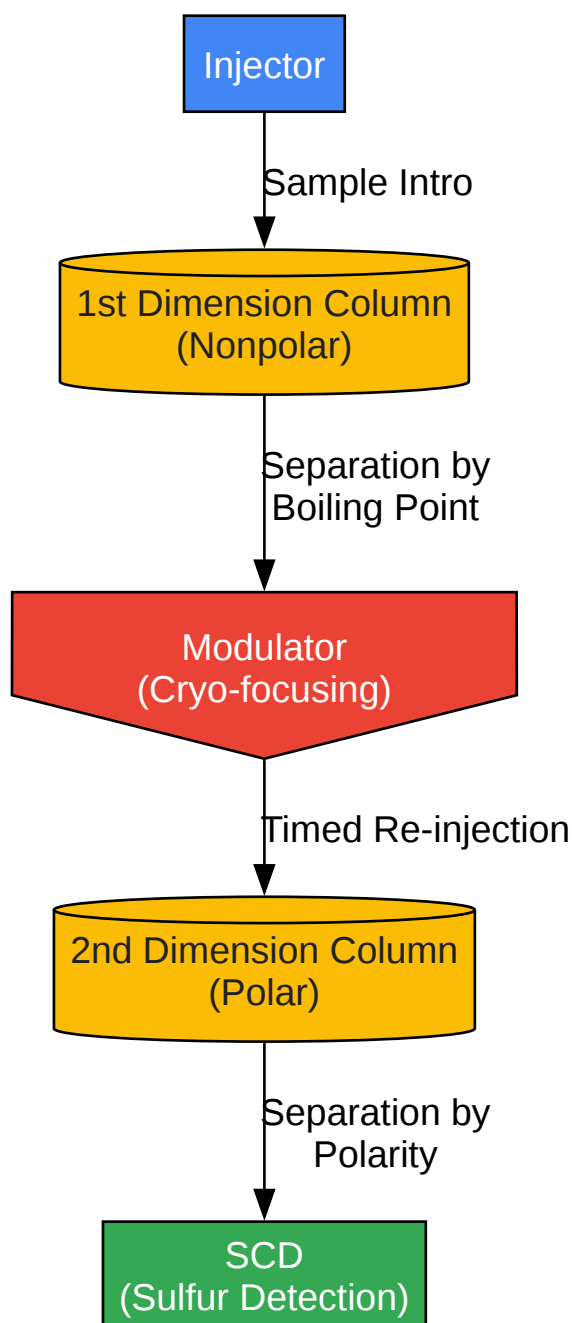 Injector
Sample Intro
1st Dimension Column
(Nonpolar)
Separation by
Boiling Point
Modulator
(Cryo-focusing)
Timed Re-injection
2nd Dimension Column
(Polar)
Separation by
Polarity
SCD
(Sulfur Detection)